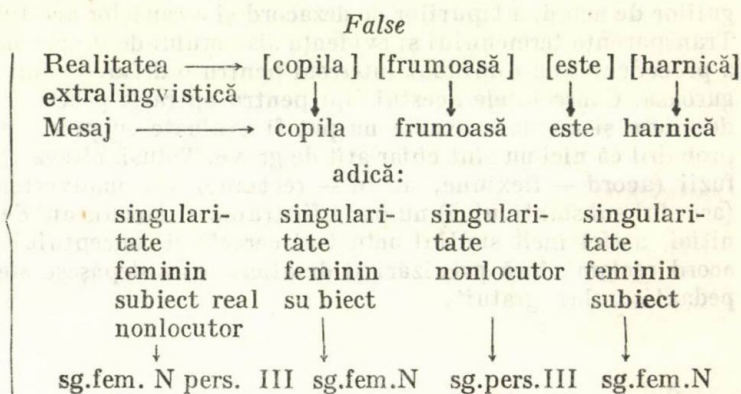 False
Realitatea → [copila] [frumoasă] [este] [harnică]
extralingvistică
Mesaj → copila frumoasă este harnică
adică:
singulari- singulari- singulari- singulari-
tate tate tate tate
feminin feminin nonlocutor feminin
subiect real su biect subiect
nonlocutor
sg.fem. N pers. III sg.fem.N sg.pers.III sg.fem.N